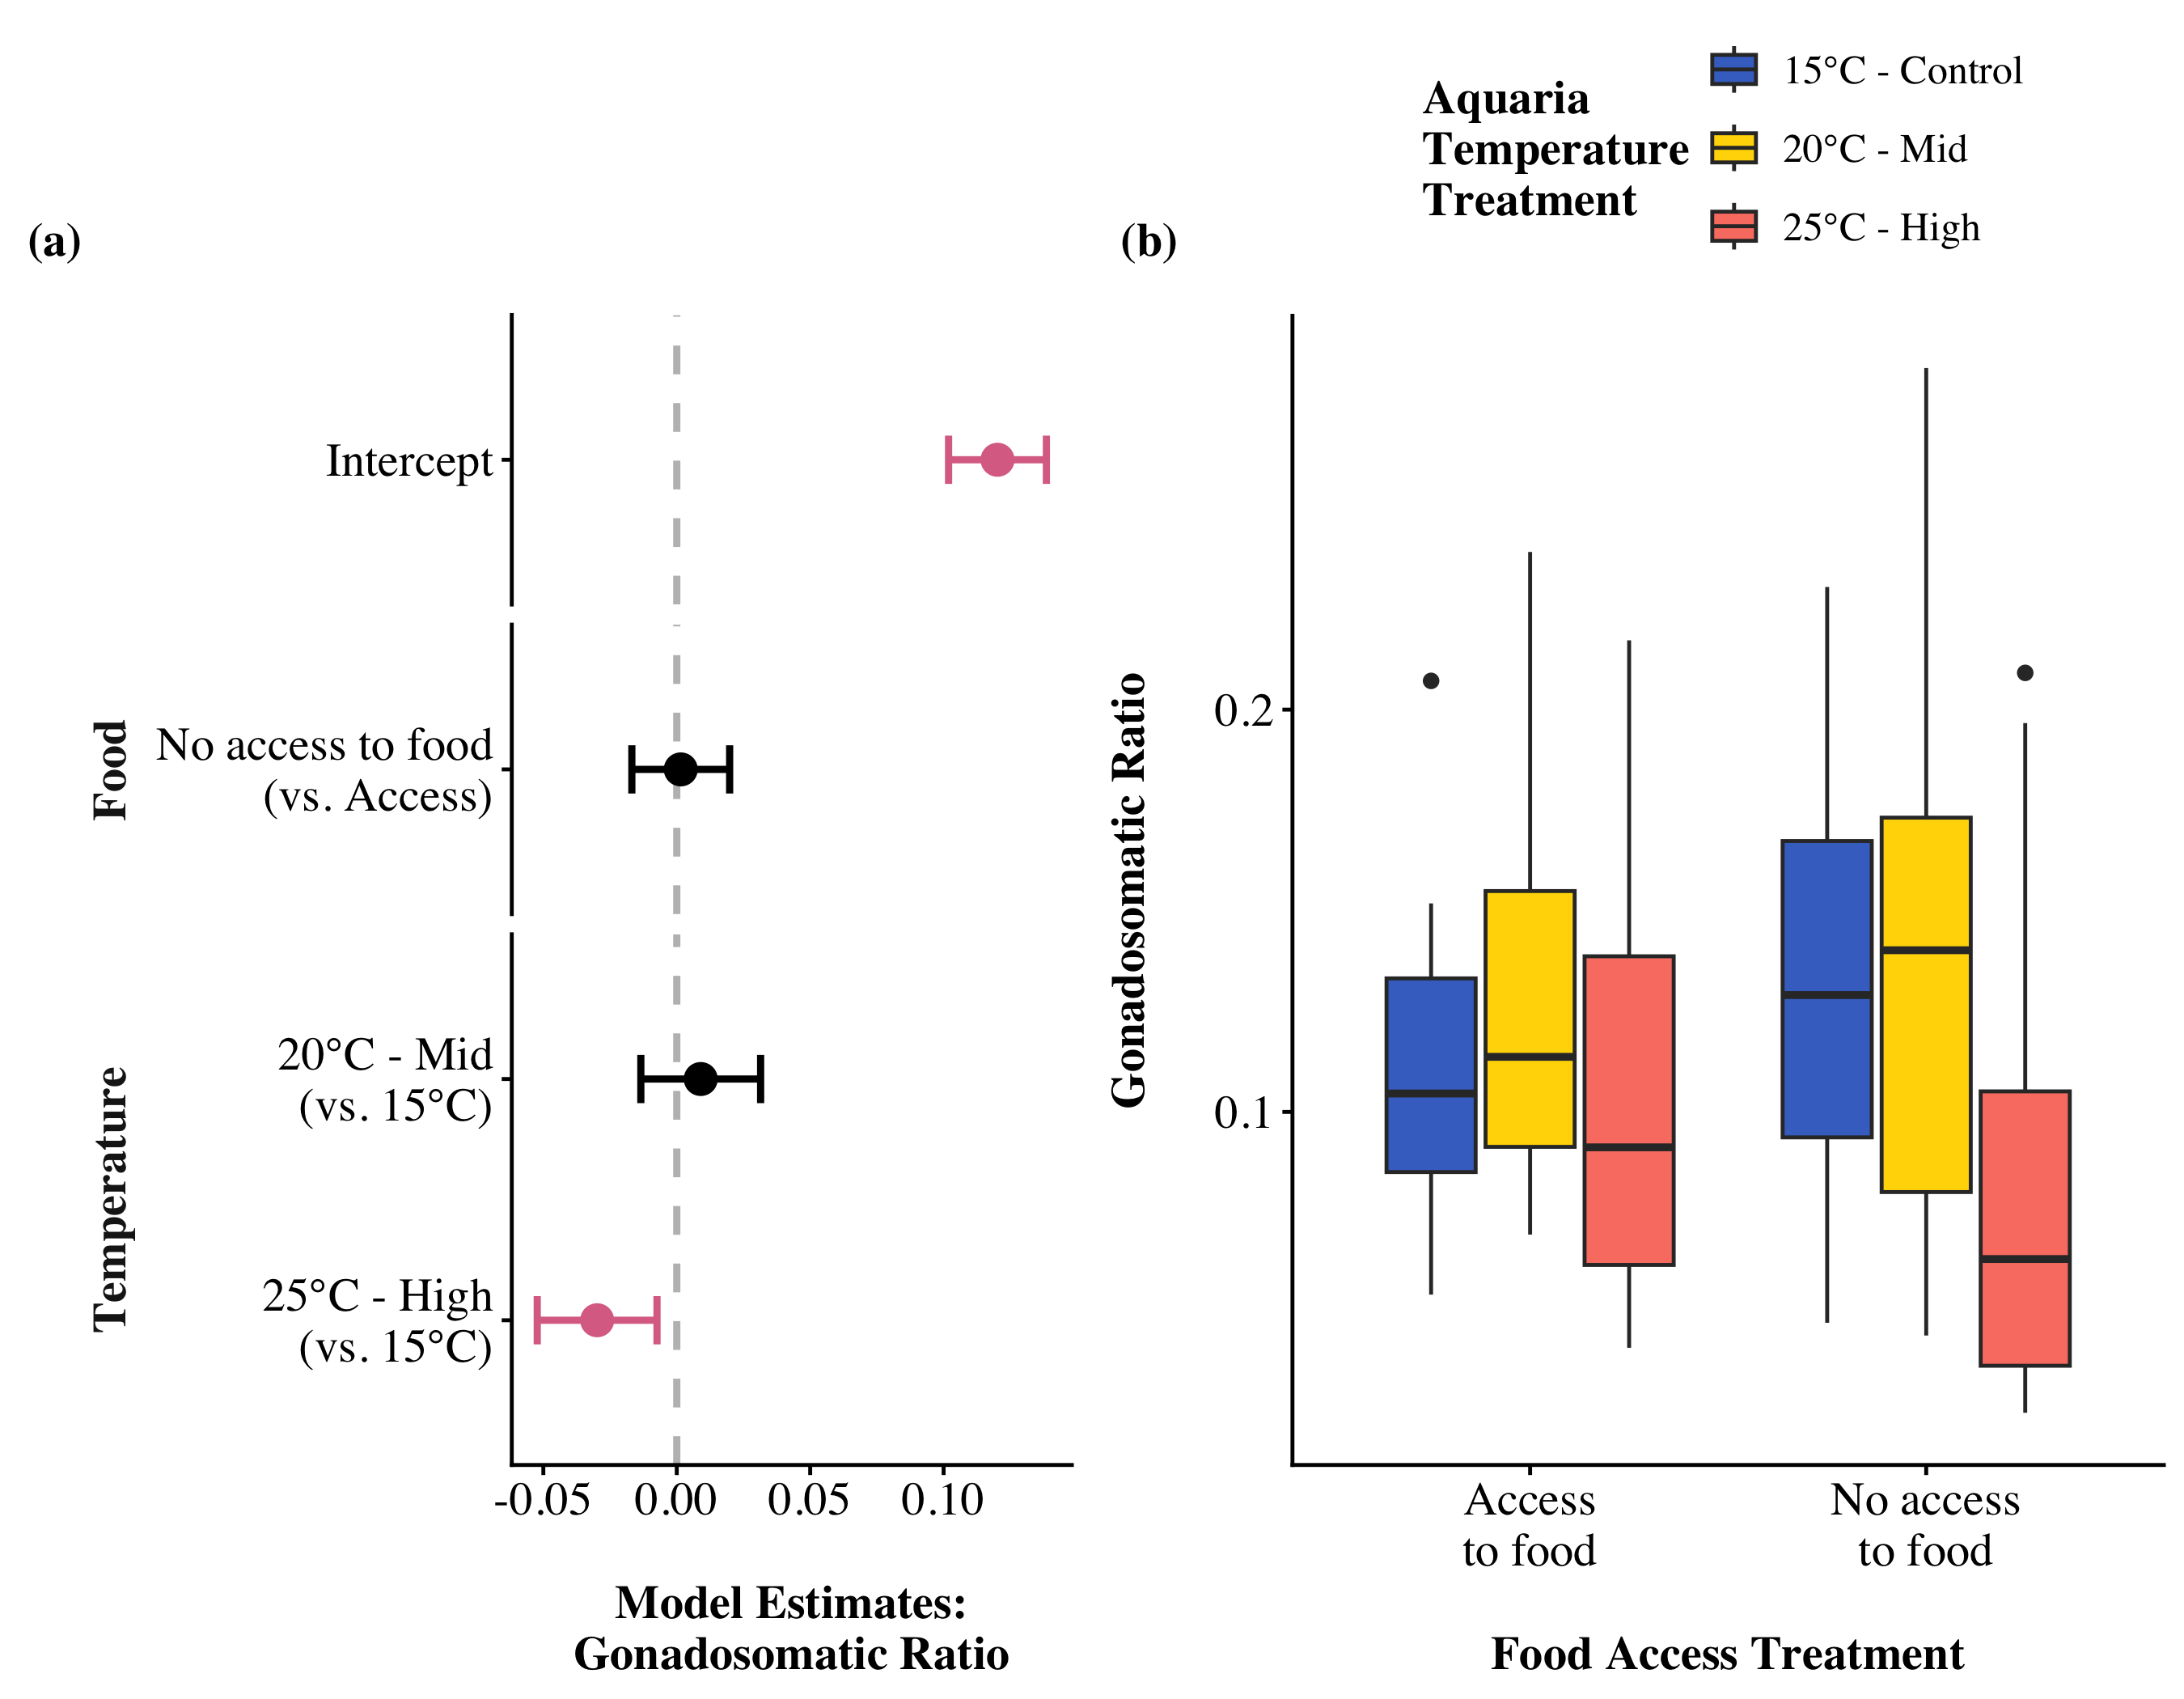 (a)
Intercept
Food
No access to food
(vs. Access)
Temperature
20°C - Mid
(vs. 15°C)
25°C - High
(vs. 15°C)
-0.05
0.00
0.05
0.10
Model Estimates:
Gonadosomatic Ratio
(b)
Aquaria
Temperature
Treatment
15°C - Control
20°C - Mid
25°C - High
Gonadosomatic Ratio
0.2
0.1
Access
to food
No access
to food
Food Access Treatment